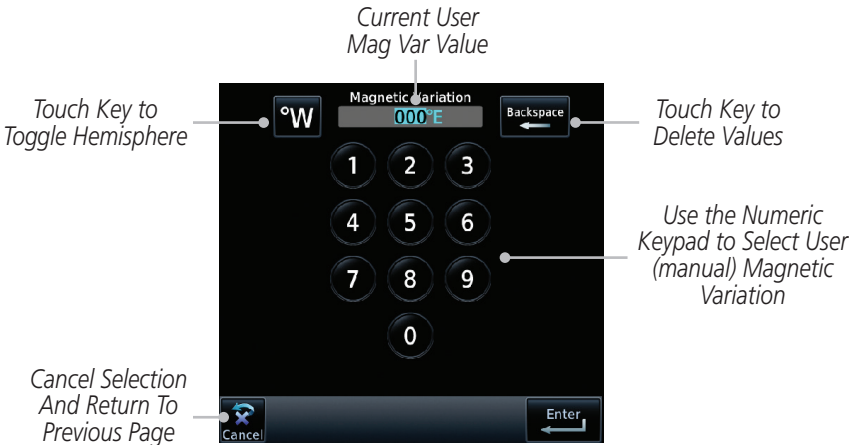 Current User
Mag Var Value
Touch Key to
Toggle Hemisphere
°W
Magnetic Variation
000°E
Backspace
Touch Key to
Delete Values
1 2 3
4 5 6
7 8 9
0
Use the Numeric
Keypad to Select User
(manual) Magnetic
Variation
Cancel Selection
And Return To
Previous Page
Cancel
Enter